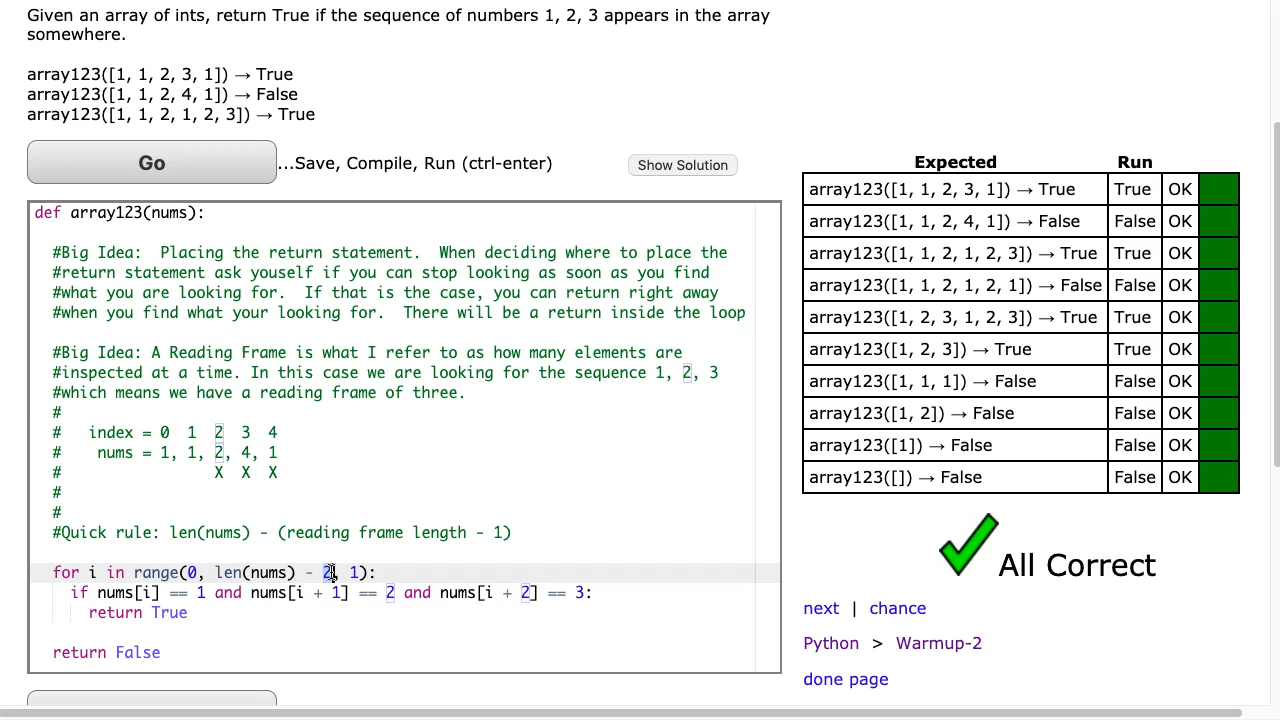 Given an array of ints, return True if the sequence of numbers 1, 2, 3 appears in the array
somewhere.
array123([1, 1, 2, 3, 1]) → True
array123([1, 1, 2, 4, 1]) → False
array123([1, 1, 2, 1, 2, 3]) → True
Go
...Save, Compile, Run (ctrl-enter)
Show Solution
def array123(nums):
#Big Idea:  Placing the return statement.  When deciding where to place the
#return statement ask youself if you can stop looking as soon as you find
#what you are looking for.  If that is the case, you can return right away
#when you find what your looking for.  There will be a return inside the loop
#Big Idea: A Reading Frame is what I refer to as how many elements are
#inspected at a time. In this case we are looking for the sequence 1, 2, 3
#which means we have a reading frame of three.
#
#   index = 0  1  2  3  4
#    nums = 1, 1, 2, 4, 1
#                 X  X  X
#
#
#Quick rule: len(nums) - (reading frame length - 1)
for i in range(0, len(nums) - 2, 1):
if nums[i] == 1 and nums[i + 1] == 2 and nums[i + 2] == 3:
return True
return False
Expected Run
array123([1, 1, 2, 3, 1]) → True True OK
array123([1, 1, 2, 4, 1]) → False False OK
array123([1, 1, 2, 1, 2, 3]) → True True OK
array123([1, 1, 2, 1, 2, 1]) → False False OK
array123([1, 2, 3, 1, 2, 3]) → True True OK
array123([1, 2, 3]) → True True OK
array123([1, 1, 1]) → False False OK
array123([1, 2]) → False False OK
array123([1]) → False False OK
array123([]) → False False OK
All Correct
next | chance
Python > Warmup-2
done page